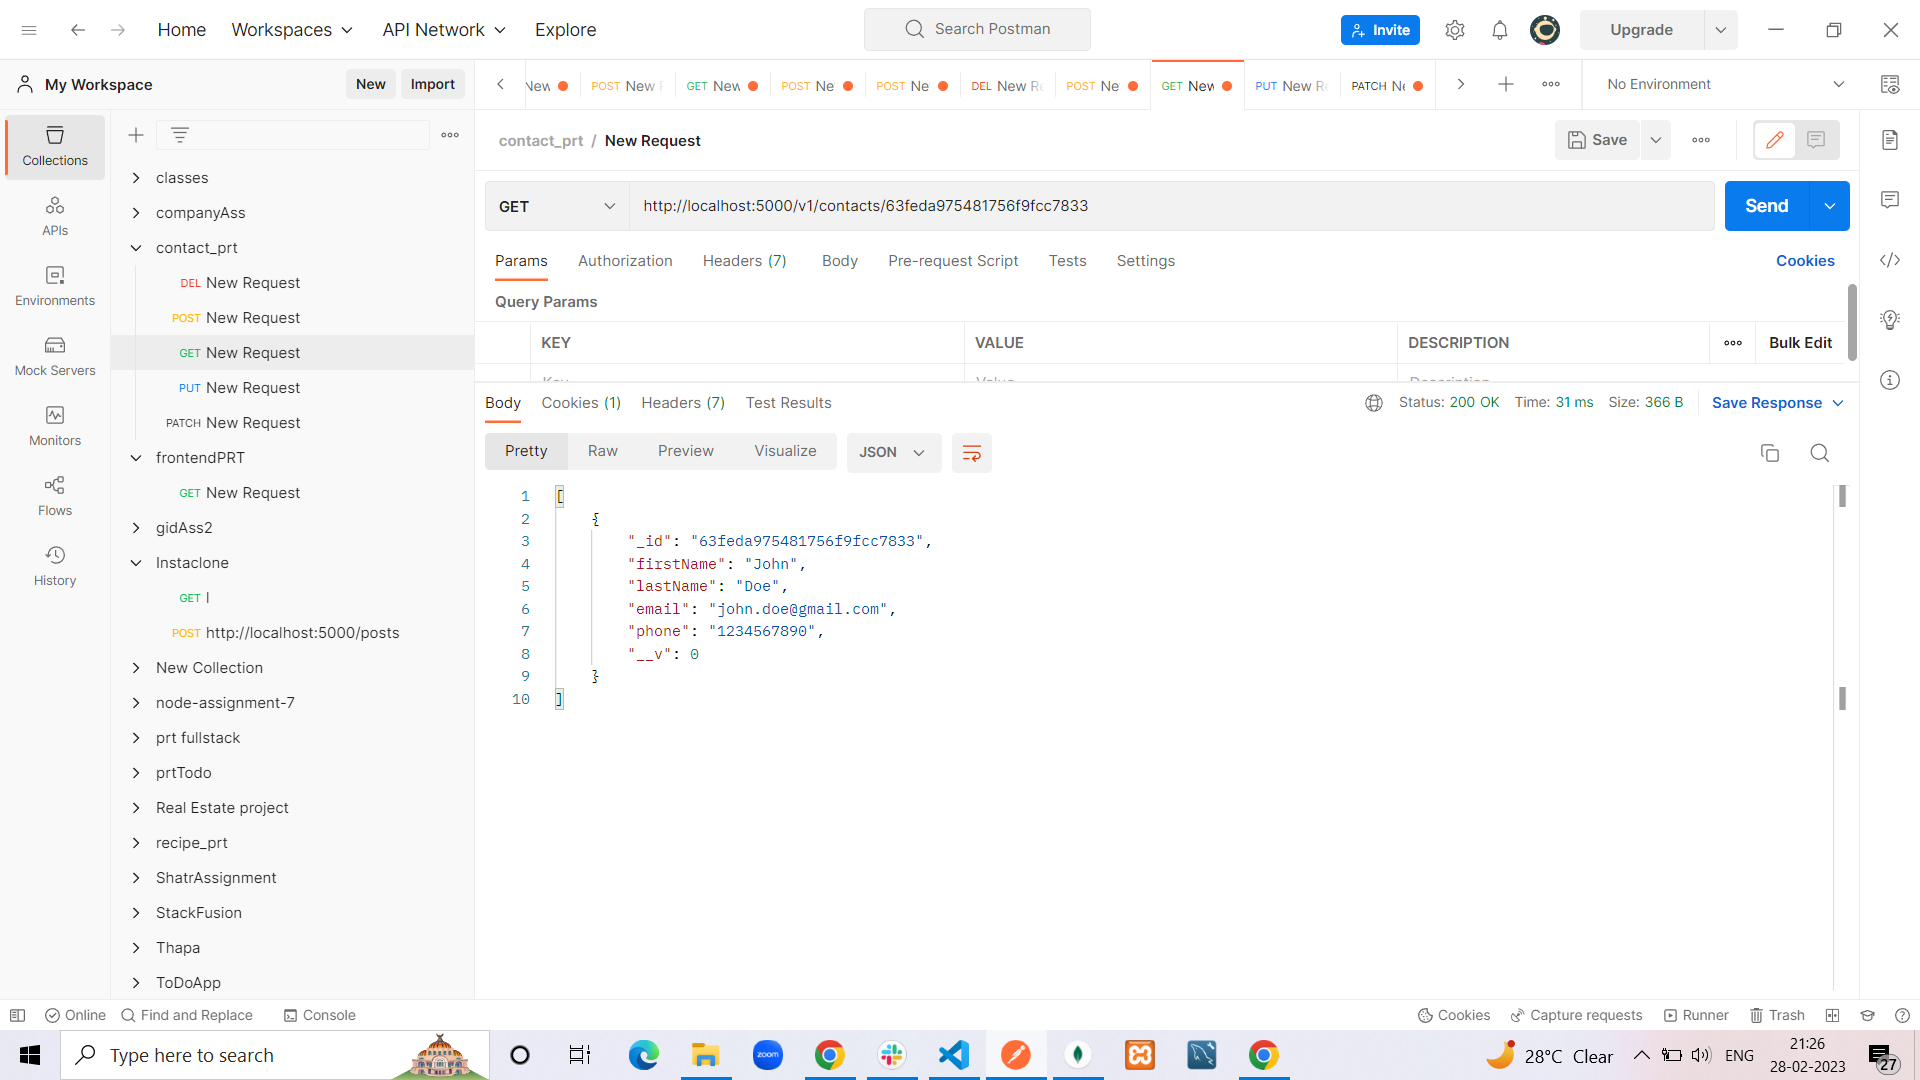 Home Workspaces API Network Explore Search Postman Invite Upgrade
My Workspace New Import
New POST New GET New POST Ne POST Ne DEL New Re POST Ne GET New PUT New Re PATCH Ne No Environment
Collections
APIs
Environments
Mock Servers
Monitors
Flows
History
classes
companyAss
contact_prt
DEL New Request
POST New Request
GET New Request
PUT New Request
PATCH New Request
frontendPRT
GET New Request
gidAss2
Instaclone
GET l
POST http://localhost:5000/posts
New Collection
node-assignment-7
prt fullstack
prtTodo
Real Estate project
recipe_prt
ShatrAssignment
StackFusion
Thapa
ToDoApp
contact_prt / New Request Save
GET http://localhost:5000/v1/contacts/63feda975481756f9fcc7833 Send
Params Authorization Headers (7) Body Pre-request Script Tests Settings Cookies
Query Params
KEY VALUE DESCRIPTION Bulk Edit
Key Value Description
Body Cookies (1) Headers (7) Test Results Status: 200 OK Time: 31 ms Size: 366 B Save Response
Pretty Raw Preview Visualize JSON
1 [
2 {
3 "_id": "63feda975481756f9fcc7833",
4 "firstName": "John",
5 "lastName": "Doe",
6 "email": "john.doe@gmail.com",
7 "phone": "1234567890",
8 "__v": 0
9 }
10 ]
Online Find and Replace Console Cookies Capture requests Runner Trash
Type here to search zoom 28°C Clear ENG 21:26
28-02-2023 27